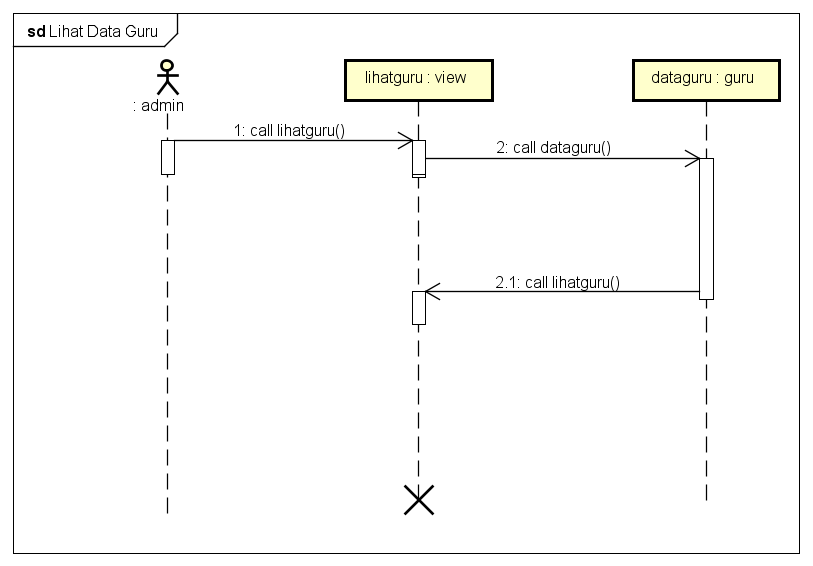 sd Lihat Data Guru
: admin
lihatguru : view
dataguru : guru
1: call lihatguru()
2: call dataguru()
2.1: call lihatguru()